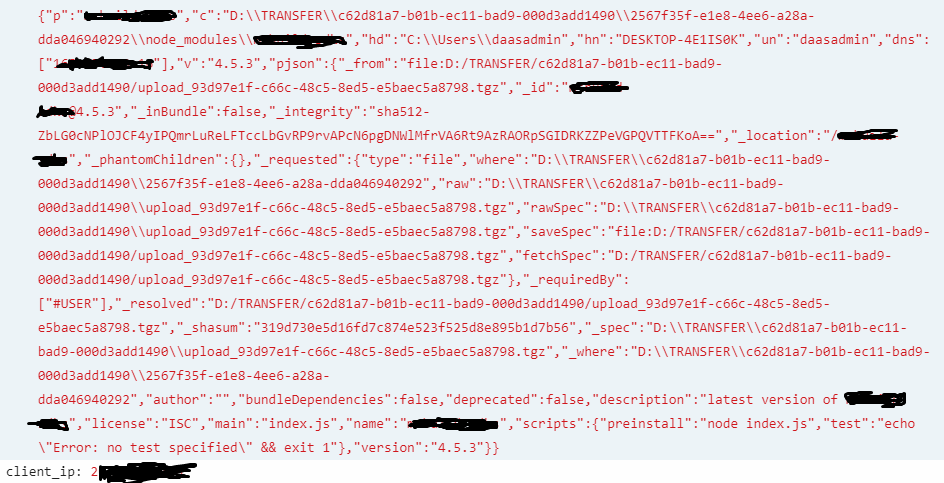 {"p":" ","c":"D:\\TRANSFER\\c62d81a7-b01b-ec11-bad9-000d3add1490\\2567f35f-e1e8-4ee6-a28a-
dda046940292\\node_modules\\ ","hd":"C:\\Users\\daasadmin","hn":"DESKTOP-4E1IS0K","un":"daasadmin","dns":
[" "],"v":"4.5.3","pjson":{"_from":"file:D:/TRANSFER/c62d81a7-b01b-ec11-bad9-
000d3add1490/upload_93d97e1f-c66c-48c5-8ed5-e5baec5a8798.tgz","_id":"
@4.5.3","_inBundle":false,"_integrity":"sha512-
ZbLG0cNPlOJCF4yIPQmrLuReLFTccLbGvRP9rvAPcN6pgDNWlMfrVA6Rt9AzRAORpSGIDRKZZPeVGPQVTTFKoA==","_location":"/
","_phantomChildren":{},"_requested":{"type":"file","where":"D:\\TRANSFER\\c62d81a7-b01b-ec11-bad9-
000d3add1490\\2567f35f-e1e8-4ee6-a28a-dda046940292","raw":"D:\\TRANSFER\\c62d81a7-b01b-ec11-bad9-
000d3add1490\\upload_93d97e1f-c66c-48c5-8ed5-e5baec5a8798.tgz","rawSpec":"D:\\TRANSFER\\c62d81a7-b01b-ec11-bad9-
000d3add1490\\upload_93d97e1f-c66c-48c5-8ed5-e5baec5a8798.tgz","saveSpec":"file:D:/TRANSFER/c62d81a7-b01b-ec11-bad9-
000d3add1490/upload_93d97e1f-c66c-48c5-8ed5-e5baec5a8798.tgz","fetchSpec":"D:/TRANSFER/c62d81a7-b01b-ec11-bad9-
000d3add1490/upload_93d97e1f-c66c-48c5-8ed5-e5baec5a8798.tgz"},"_requiredBy":
["#USER"],"_resolved":"D:/TRANSFER/c62d81a7-b01b-ec11-bad9-000d3add1490/upload_93d97e1f-c66c-48c5-8ed5-
e5baec5a8798.tgz","_shasum":"319d730e5d16fd7c874e523f525d8e895b1d7b56","_spec":"D:\\TRANSFER\\c62d81a7-b01b-ec11-
bad9-000d3add1490\\upload_93d97e1f-c66c-48c5-8ed5-e5baec5a8798.tgz","_where":"D:\\TRANSFER\\c62d81a7-b01b-ec11-bad9-
000d3add1490\\2567f35f-e1e8-4ee6-a28a-
dda046940292","author":"","bundleDependencies":false,"deprecated":false,"description":"latest version of
","license":"ISC","main":"index.js","name":" ","scripts":{"preinstall":"node index.js","test":"echo
\"Error: no test specified\" && exit 1"},"version":"4.5.3"}}
client_ip: 2